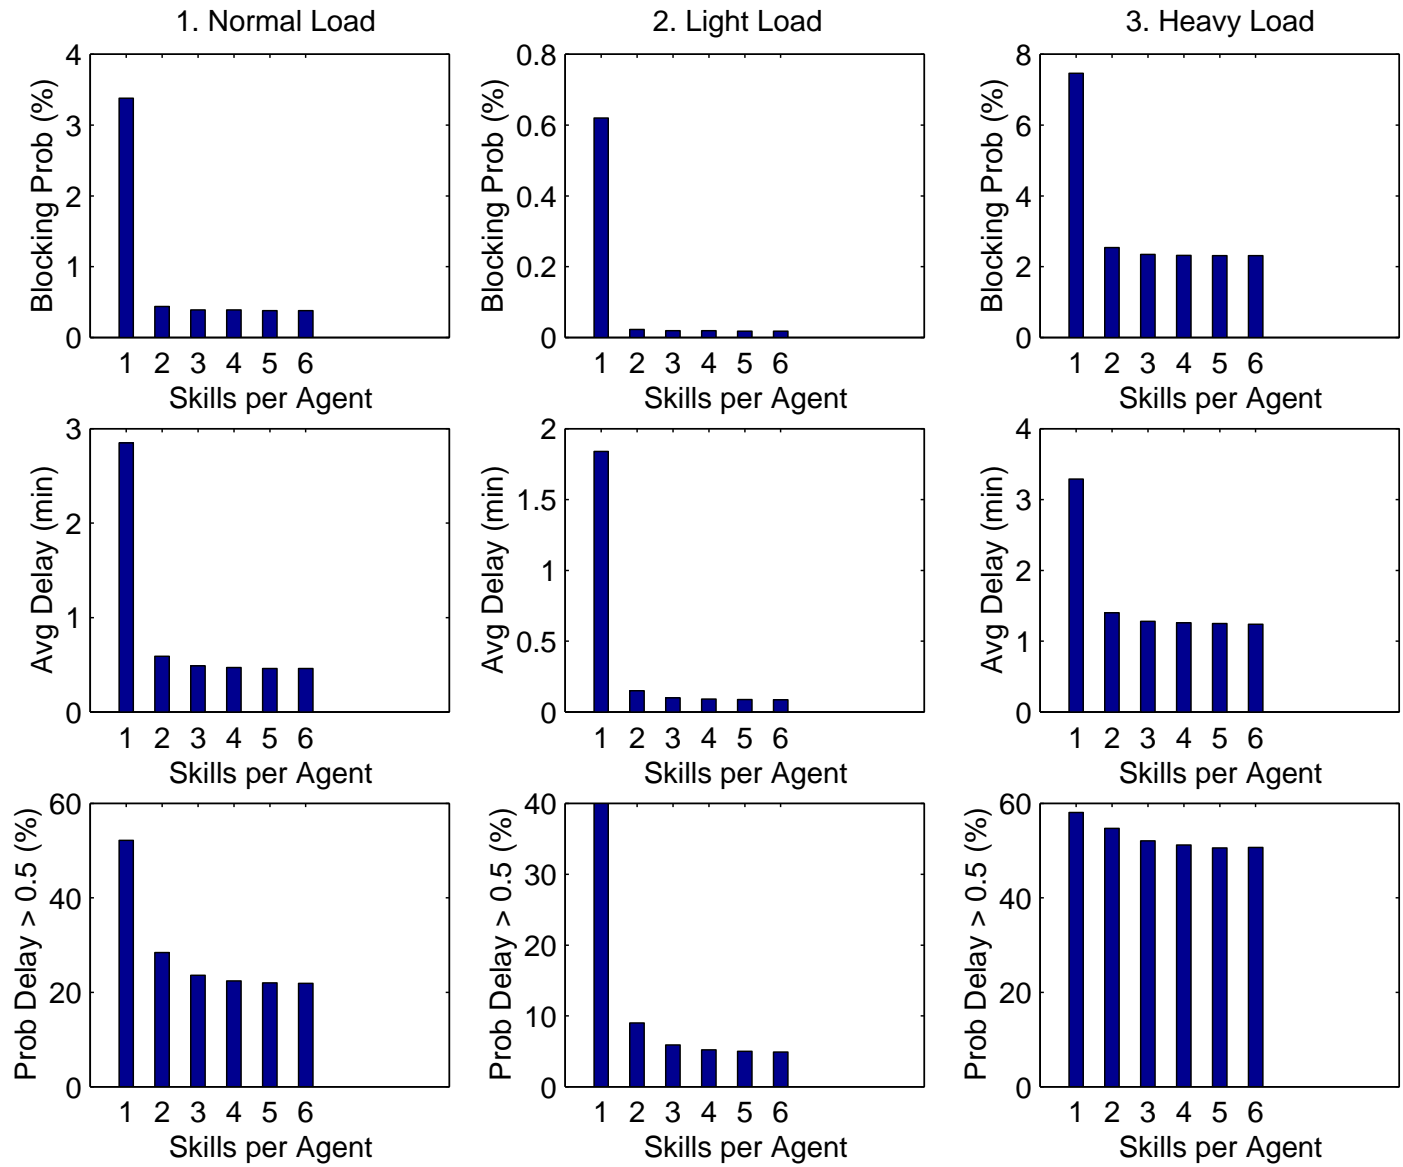 1. Normal Load
2. Light Load
3. Heavy Load
4
3
2
1
0
Blocking Prob (%)
1 2 3 4 5 6
Skills per Agent
0.8
0.6
0.4
0.2
0
Blocking Prob (%)
1 2 3 4 5 6
Skills per Agent
8
6
4
2
0
Blocking Prob (%)
1 2 3 4 5 6
Skills per Agent
3
2
1
0
Avg Delay (min)
1 2 3 4 5 6
Skills per Agent
2
1.5
1
0.5
0
Avg Delay (min)
1 2 3 4 5 6
Skills per Agent
4
3
2
1
0
Avg Delay (min)
1 2 3 4 5 6
Skills per Agent
60
40
20
0
Prob Delay > 0.5 (%)
1 2 3 4 5 6
Skills per Agent
40
30
20
10
0
Prob Delay > 0.5 (%)
1 2 3 4 5 6
Skills per Agent
60
40
20
0
Prob Delay > 0.5 (%)
1 2 3 4 5 6
Skills per Agent